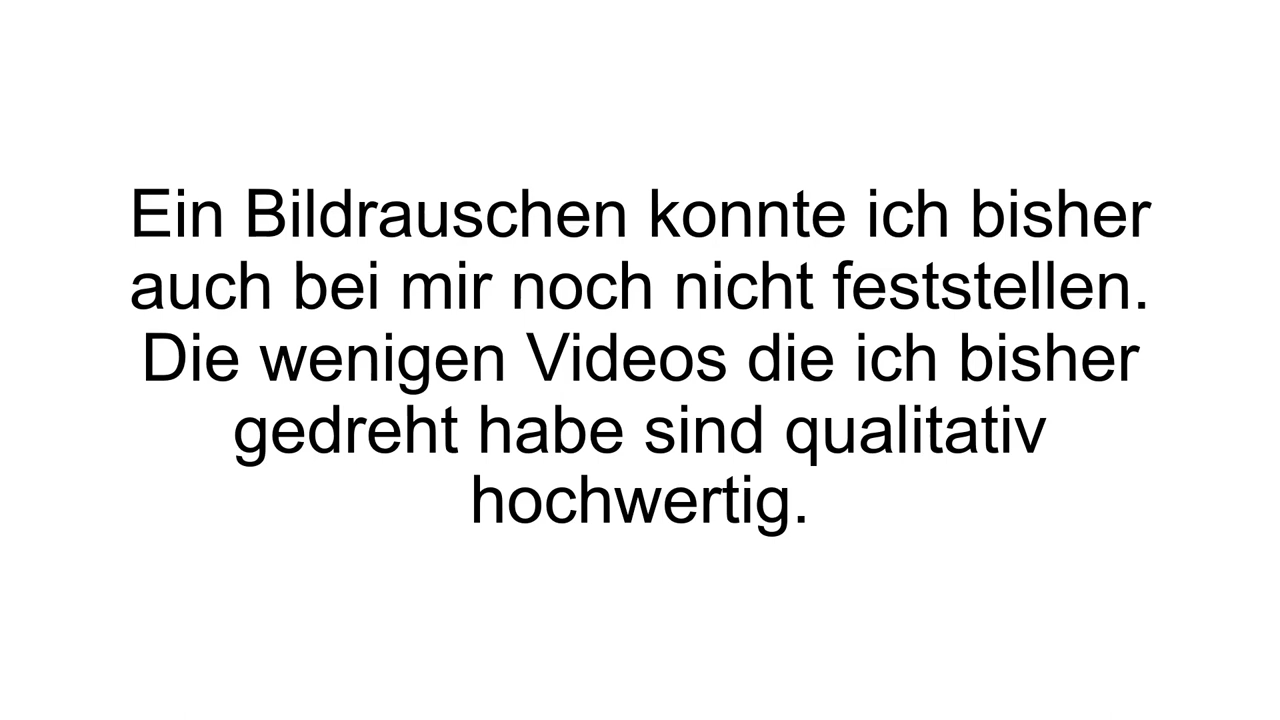 Ein Bildrauschen konnte ich bisher
auch bei mir noch nicht feststellen.
Die wenigen Videos die ich bisher
gedreht habe sind qualitativ
hochwertig.